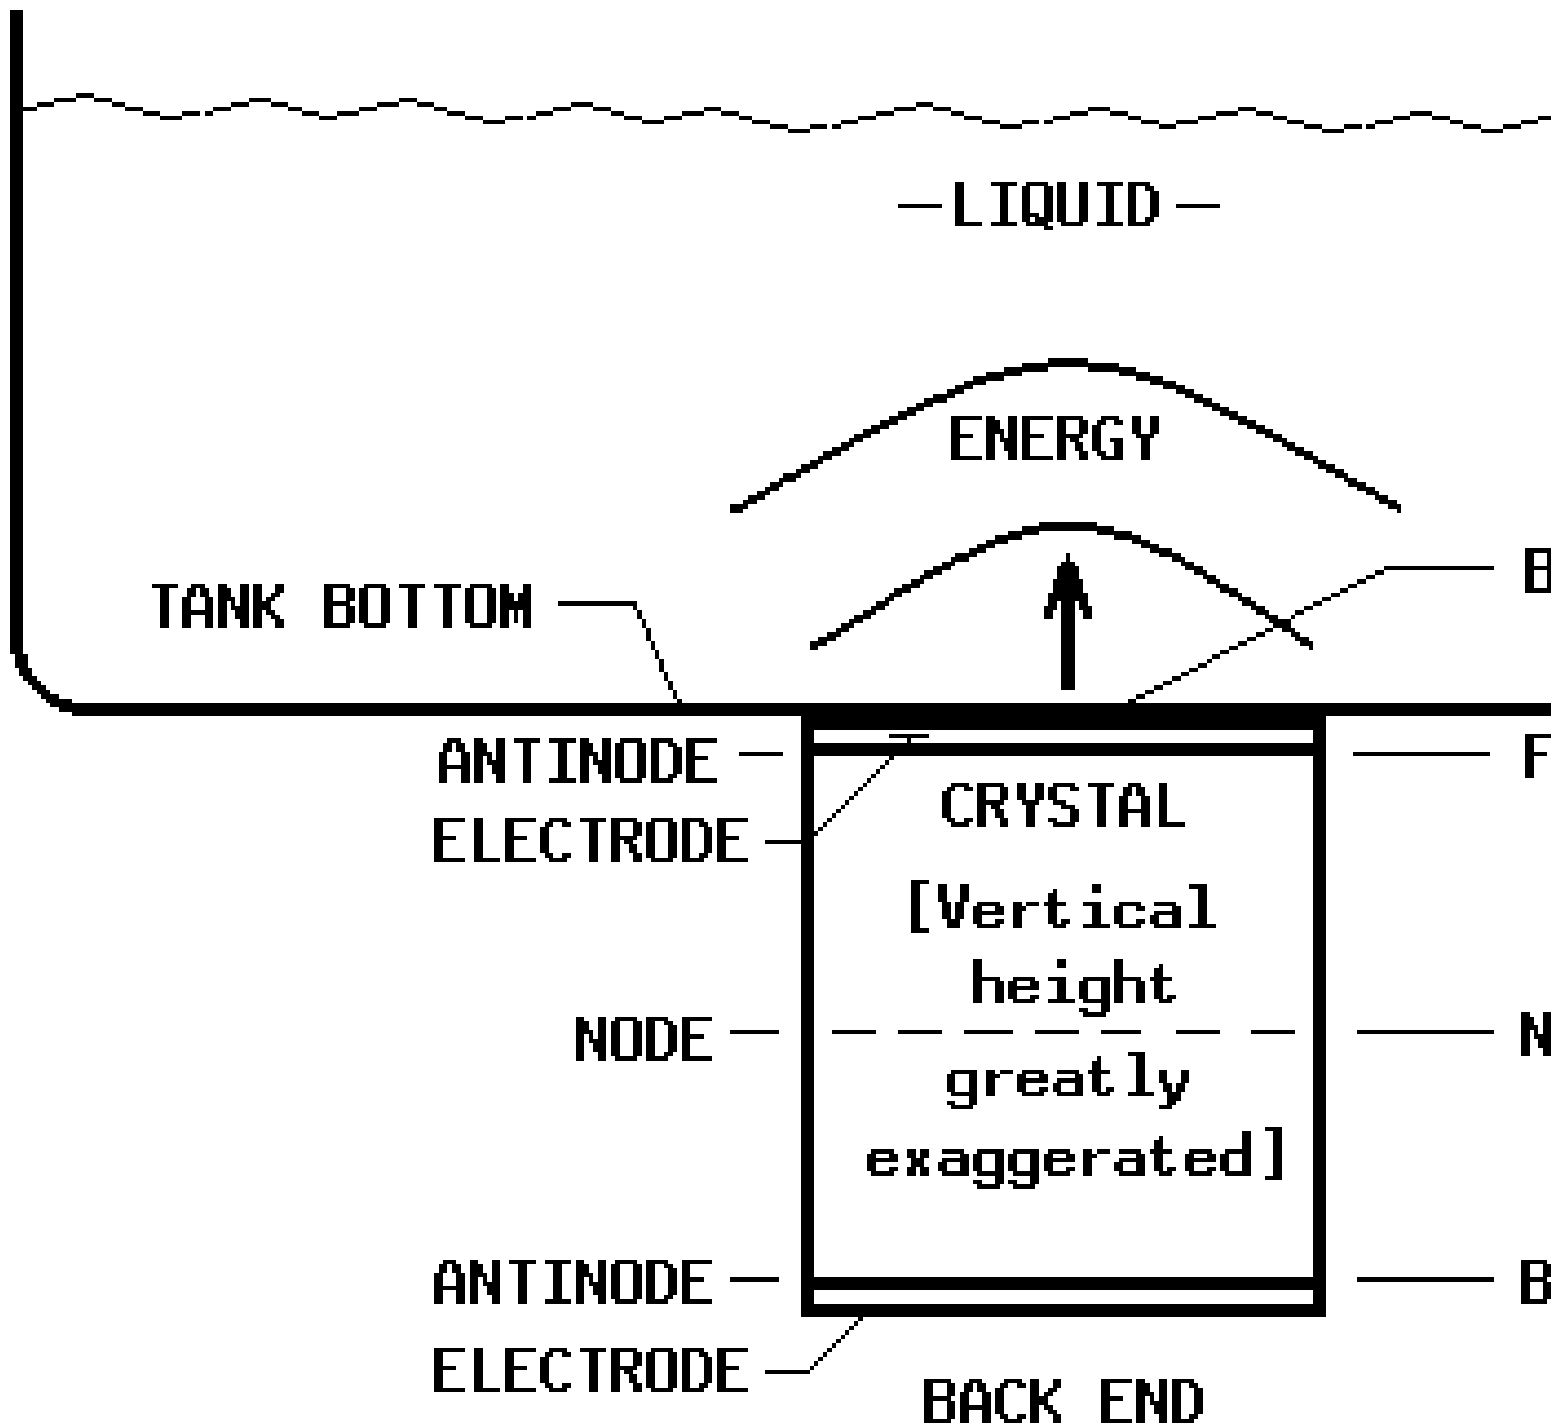 —LIQUID—
ENERGY
B
TANK BOTTOM
ANTINODE
F
CRYSTAL
ELECTRODE
[Vertical
height
NODE
N
greatly
exaggerated]
ANTINODE
B
ELECTRODE
BACK END